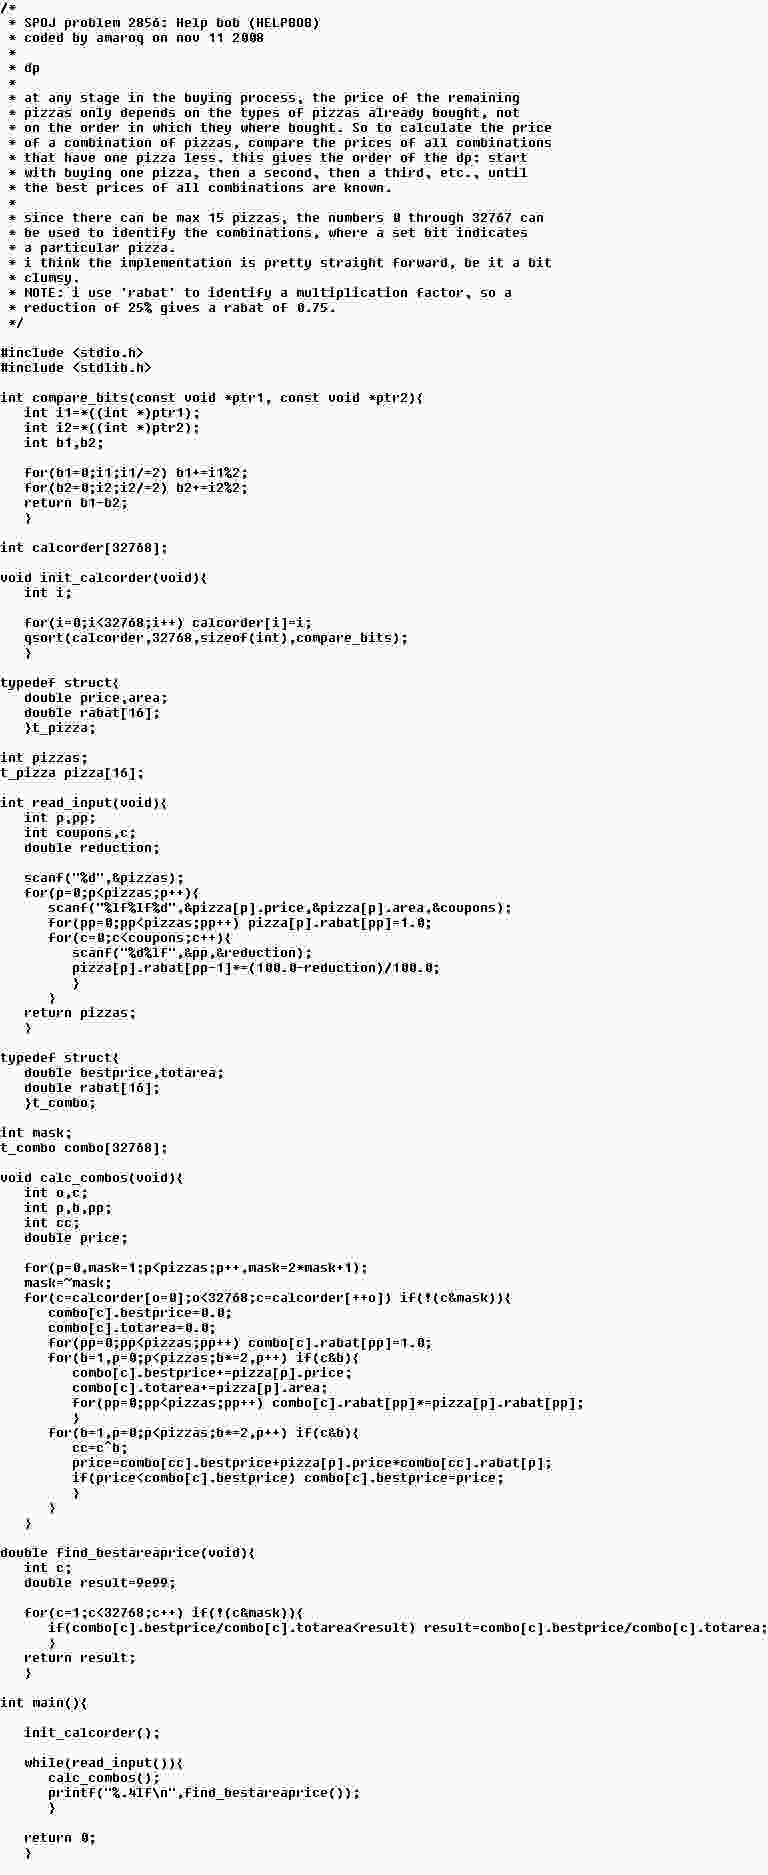 /*
 * SPOJ problem 2856: Help bob (HELPBOB)
 * coded by amaroq on nov 11 2008
 *
 * dp
 *
 * at any stage in the buying process, the price of the remaining
 * pizzas only depends on the types of pizzas already bought, not
 * on the order in which they where bought. So to calculate the price
 * of a combination of pizzas, compare the prices of all combinations
 * that have one pizza less. this gives the order of the dp: start
 * with buying one pizza, then a second, then a third, etc., until
 * the best prices of all combinations are known.
 *
 * since there can be max 15 pizzas, the numbers 0 through 32767 can
 * be used to identify the combinations, where a set bit indicates
 * a particular pizza.
 * i think the implementation is pretty straight forward, be it a bit
 * clumsy.
 * NOTE: i use 'rabat' to identify a multiplication factor, so a
 * reduction of 25% gives a rabat of 0.75.
 */

#include <stdio.h>
#include <stdlib.h>

int compare_bits(const void *ptr1, const void *ptr2){
   int i1=*((int *)ptr1);
   int i2=*((int *)ptr2);
   int b1,b2;

   for(b1=0;i1;i1/=2) b1+=i1%2;
   for(b2=0;i2;i2/=2) b2+=i2%2;
   return b1-b2;
   }

int calcorder[32768];

void init_calcorder(void){
   int i;

   for(i=0;i<32768;i++) calcorder[i]=i;
   qsort(calcorder,32768,sizeof(int),compare_bits);
   }

typedef struct{
   double price,area;
   double rabat[16];
   }t_pizza;

int pizzas;
t_pizza pizza[16];

int read_input(void){
   int p,pp;
   int coupons,c;
   double reduction;

   scanf("%d",&pizzas);
   for(p=0;p<pizzas;p++){
      scanf("%lf%lf%d",&pizza[p].price,&pizza[p].area,&coupons);
      for(pp=0;pp<pizzas;pp++) pizza[p].rabat[pp]=1.0;
      for(c=0;c<coupons;c++){
         scanf("%d%lf",&pp,&reduction);
         pizza[p].rabat[pp-1]*=(100.0-reduction)/100.0;
         }
      }
   return pizzas;
   }

typedef struct{
   double bestprice,totarea;
   double rabat[16];
   }t_combo;

int mask;
t_combo combo[32768];

void calc_combos(void){
   int o,c;
   int p,b,pp;
   int cc;
   double price;

   for(p=0,mask=1;p<pizzas;p++,mask=2*mask+1);
   mask=~mask;
   for(c=calcorder[o=0];o<32768;c=calcorder[++o]) if(!(c&mask)){
      combo[c].bestprice=0.0;
      combo[c].totarea=0.0;
      for(pp=0;pp<pizzas;pp++) combo[c].rabat[pp]=1.0;
      for(b=1,p=0;p<pizzas;b*=2,p++) if(c&b){
         combo[c].bestprice+=pizza[p].price;
         combo[c].totarea+=pizza[p].area;
         for(pp=0;pp<pizzas;pp++) combo[c].rabat[pp]*=pizza[p].rabat[pp];
         }
      for(b=1,p=0;p<pizzas;b*=2,p++) if(c&b){
         cc=c^b;
         price=combo[cc].bestprice+pizza[p].price*combo[cc].rabat[p];
         if(price<combo[c].bestprice) combo[c].bestprice=price;
         }
      }
   }

double find_bestareaprice(void){
   int c;
   double result=9e99;

   for(c=1;c<32768;c++) if(!(c&mask)){
      if(combo[c].bestprice/combo[c].totarea<result) result=combo[c].bestprice/combo[c].totarea;
      }
   return result;
   }

int main(){

   init_calcorder();

   while(read_input()){
      calc_combos();
      printf("%.4lf\n",find_bestareaprice());
      }

   return 0;
   }